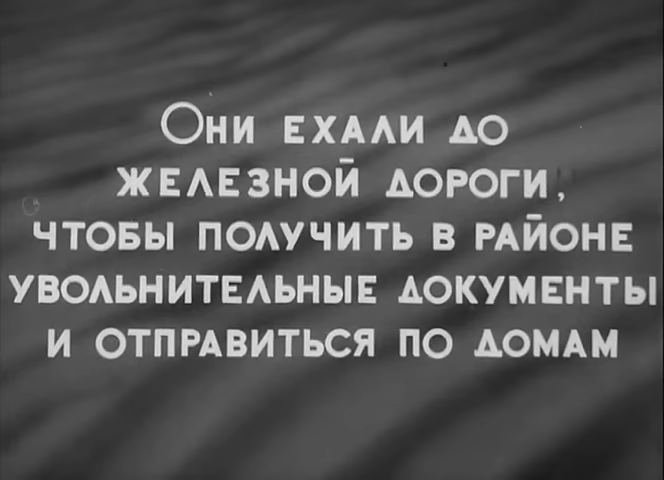 Они ехали до
железной дороги,
чтобы получить в районе
увольнительные документы
и отправиться по домам